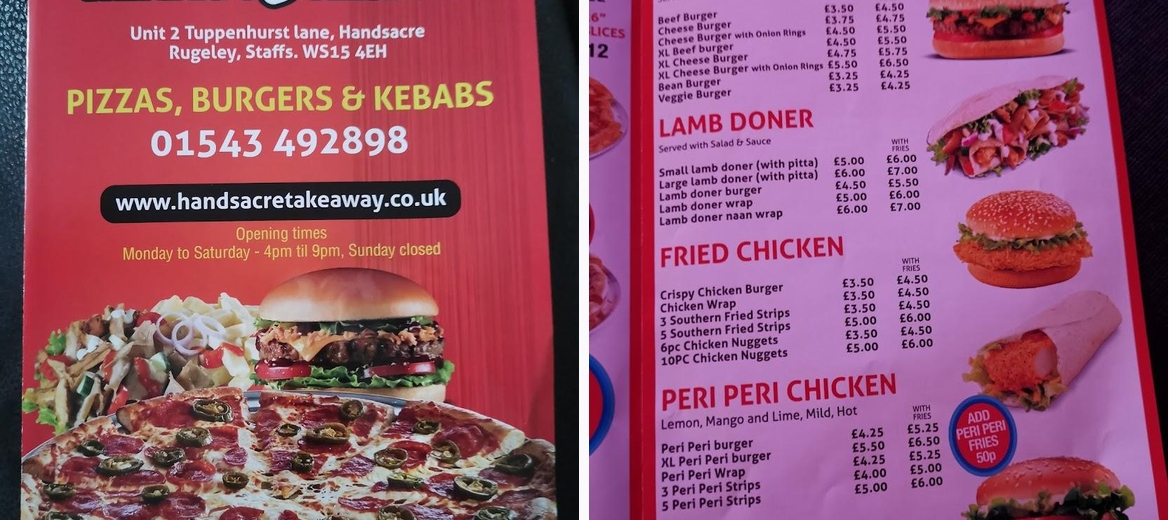 Unit 2 Tuppenhurst lane, Handsacre
Rugeley, Staffs. WS15 4EH
PIZZAS, BURGERS & KEBABS
01543 492898
www.handsacretakeaway.co.uk
Opening times
Monday to Saturday - 4pm til 9pm, Sunday closed
6"
LICES
12
Beef Burger £3.50 £4.50
Cheese Burger £3.75 £4.75
Cheese Burger with Onion Rings £4.50 £5.50
XL Beef burger £4.50 £5.50
XL Cheese Burger £4.75 £5.75
XL Cheese Burger with Onion Rings £5.50 £6.50
Bean Burger £3.25 £4.25
Veggie Burger £3.25 £4.25
LAMB DONER
Served with Salad & Sauce
WITH
FRIES
Small lamb doner (with pitta) £5.00 £6.00
Large lamb doner (with pitta) £6.00 £7.00
Lamb doner burger £4.50 £5.50
Lamb doner wrap £5.00 £6.00
Lamb doner naan wrap £6.00 £7.00
FRIED CHICKEN
WITH
FRIES
Crispy Chicken Burger £3.50 £4.50
Chicken Wrap £3.50 £4.50
3 Southern Fried Strips £3.50 £4.50
5 Southern Fried Strips £5.00 £6.00
6pc Chicken Nuggets £3.50 £4.50
10PC Chicken Nuggets £5.00 £6.00
PERI PERI CHICKEN
Lemon, Mango and Lime, Mild, Hot
WITH
FRIES
Peri Peri burger £4.25 £5.25
XL Peri Peri burger £5.50 £6.50
Peri Peri Wrap £4.25 £5.25
3 Peri Peri Strips £4.00 £5.00
5 Peri Peri Strips £5.00 £6.00
ADD
PERI PERI
FRIES
50p